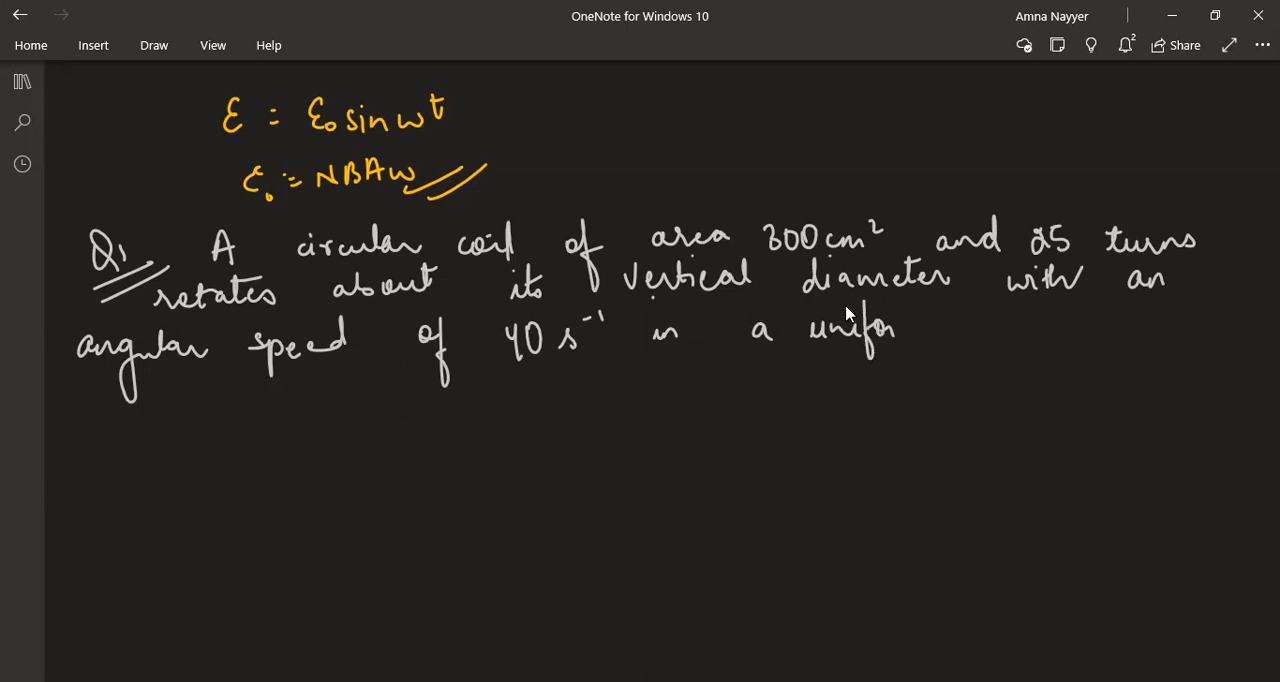 OneNote for Windows 10
Amna Nayyer
Home Insert Draw View Help
2 Share
ε = ε₀ sin ωt
ε₀ = NBAω
Q1 A circular coil of area 300 cm² and 25 turns
rotates about its vertical diameter with an
angular speed of 40 s⁻¹ in a unifor